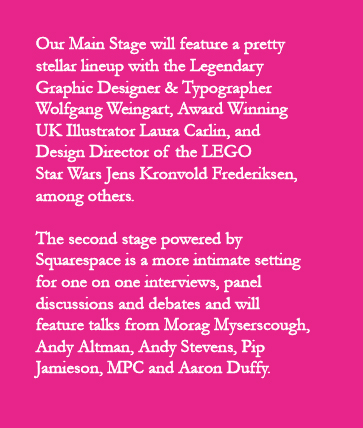 Our Main Stage will feature a pretty
stellar lineup with the Legendary
Graphic Designer & Typographer
Wolfgang Weingart, Award Winning
UK Illustrator Laura Carlin, and
Design Director of the LEGO
Star Wars Jens Kronvold Frederiksen,
among others.
The second stage powered by
Squarespace is a more intimate setting
for one on one interviews, panel
discussions and debates and will
feature talks from Morag Myserscough,
Andy Altman, Andy Stevens, Pip
Jamieson, MPC and Aaron Duffy.